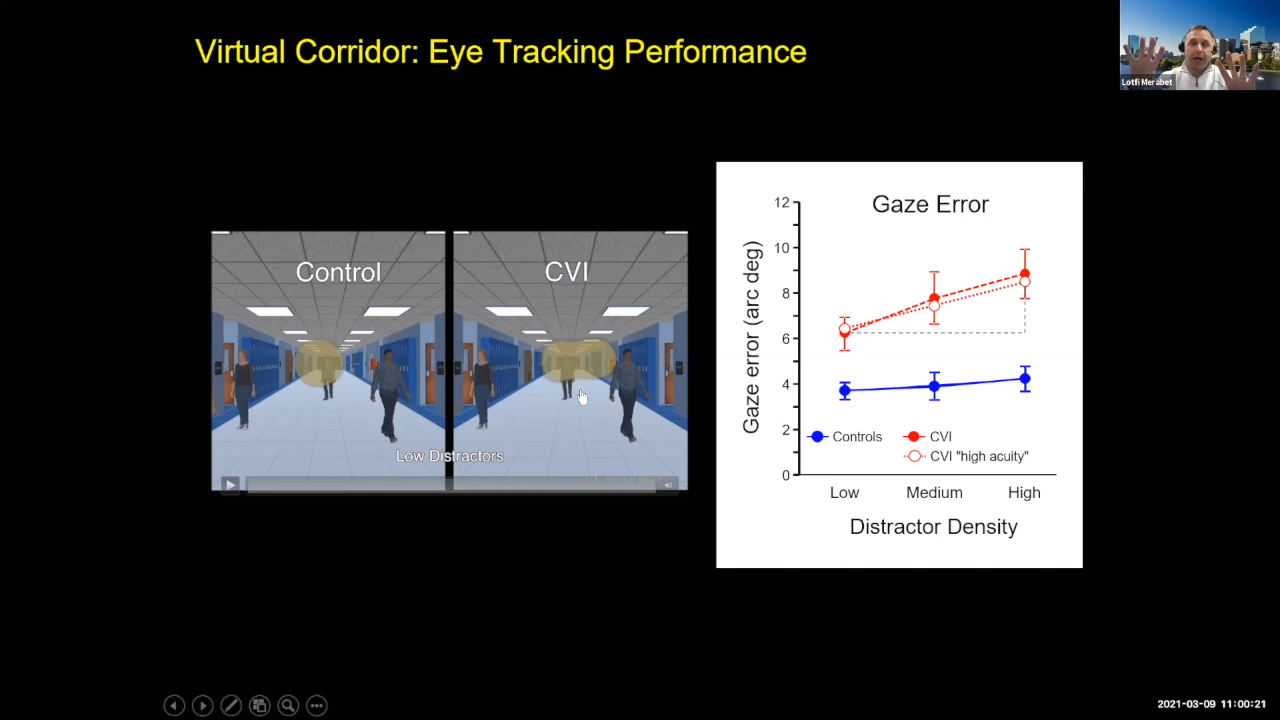 Virtual Corridor: Eye Tracking Performance
Lotfi Merabet
Control
CVI
Low Distractors
Gaze Error
Gaze error (arc deg)
12
10
8
6
4
2
0
Controls
CVI
CVI "high acuity"
Low Medium High
Distractor Density
2021-03-09 11:00:21